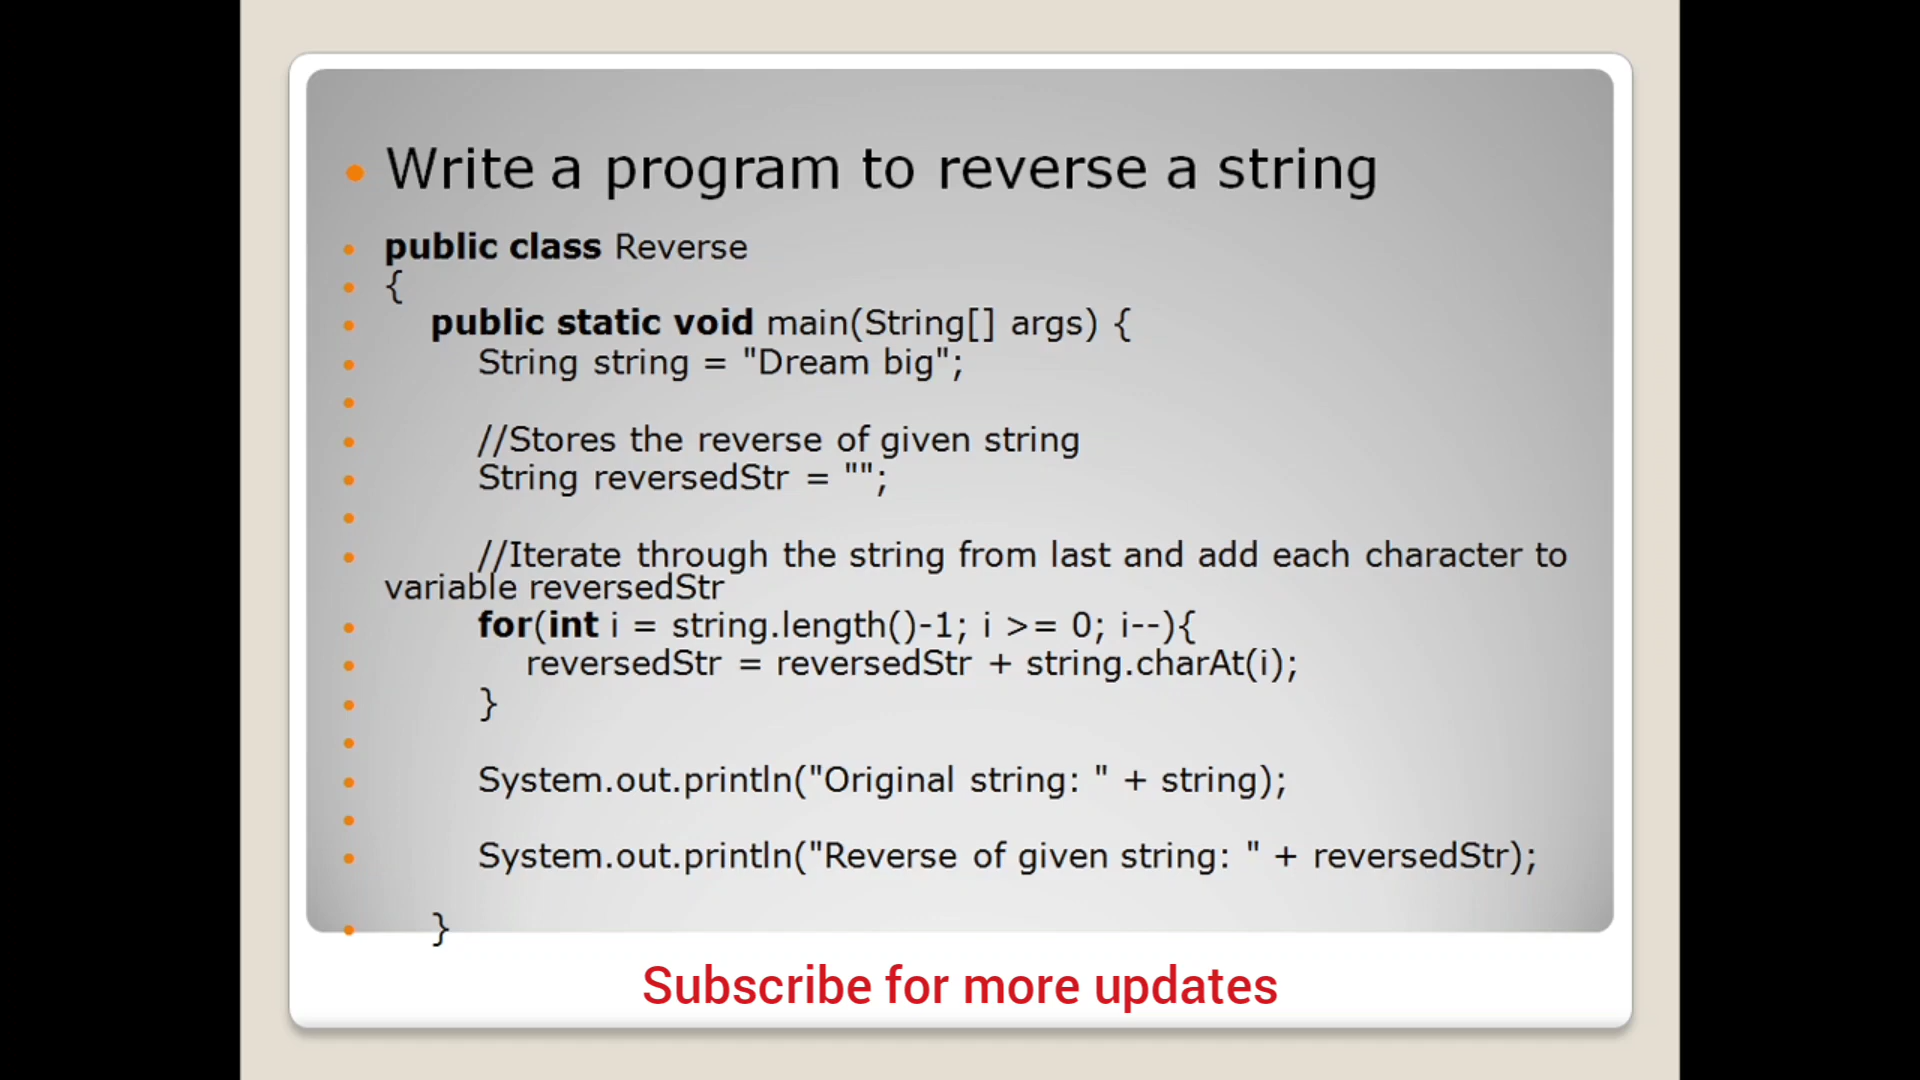 Write a program to reverse a string
public class Reverse
{
public static void main(String[] args) {
String string = "Dream big";
//Stores the reverse of given string
String reversedStr = "";
//Iterate through the string from last and add each character to
variable reversedStr
for(int i = string.length()-1; i >= 0; i--){
reversedStr = reversedStr + string.charAt(i);
}
System.out.println("Original string: " + string);
System.out.println("Reverse of given string: " + reversedStr);
}
Subscribe for more updates